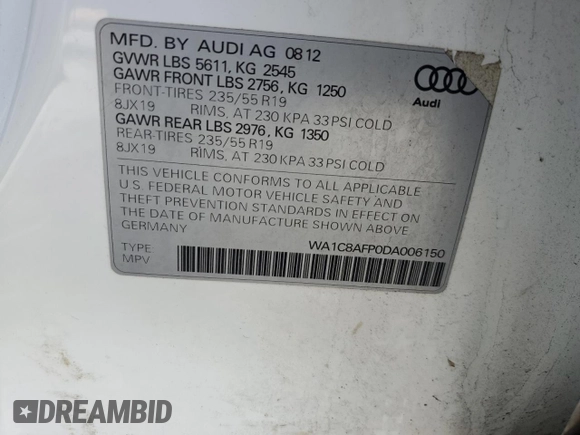 MFD. BY AUDI AG 08 12
GVWR LBS 5611, KG 2545
GAWR FRONT LBS 2756, KG 1250
FRONT-TIRES 235/55 R19
8JX19 RIMS, AT 230 KPA 33 PSI COLD
GAWR REAR LBS 2976, KG 1350
REAR-TIRES 235/55 R19
8JX19 RIMS, AT 230 KPA 33 PSI COLD
Audi
THIS VEHICLE CONFORMS TO ALL APPLICABLE
U.S. FEDERAL MOTOR VEHICLE SAFETY AND
THEFT PREVENTION STANDARDS IN EFFECT ON
THE DATE OF MANUFACTURE SHOWN ABOVE
GERMANY
WA1C8AFP0DA006150
TYPE
MPV
DREAMBID